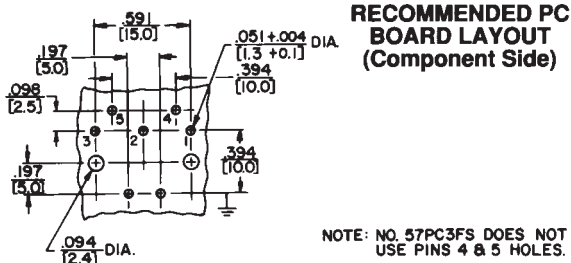 RECOMMENDED PC
BOARD LAYOUT
(Component Side)
.591
[15.0]
.197
[5.0]
.051+.004 DIA.
[1.3 +0.1]
.394
[10.0]
.098
[2.5]
5
4
3
2
1
.394
[10.0]
.197
[5.0]
.094 DIA.
[2.4]
NOTE: NO. 57PC3FS DOES NOT
USE PINS 4 & 5 HOLES.